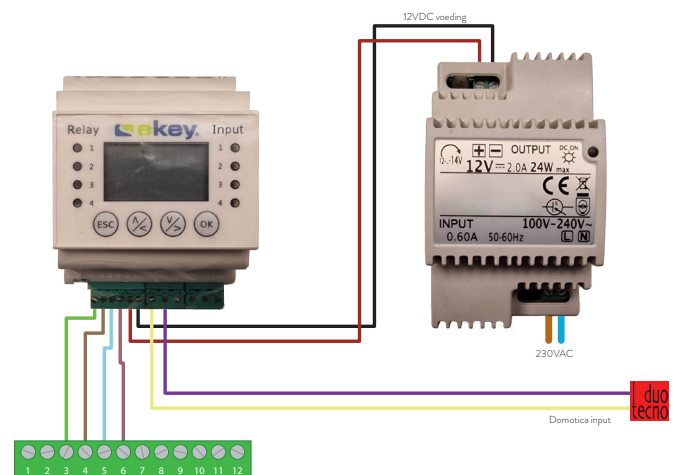 12VDC voeding
Relay ekey Input
1 1
2 2
3 3
4 4
ESC ∧/< ∨/> OK
12..-14V + − OUTPUT DC ON
12V 2.0A 24W max
CE
INPUT 100V-240V~
0.60A 50-60Hz L N
230VAC
duo
tecno
Domotica input
1 2 3 4 5 6 7 8 9 10 11 12